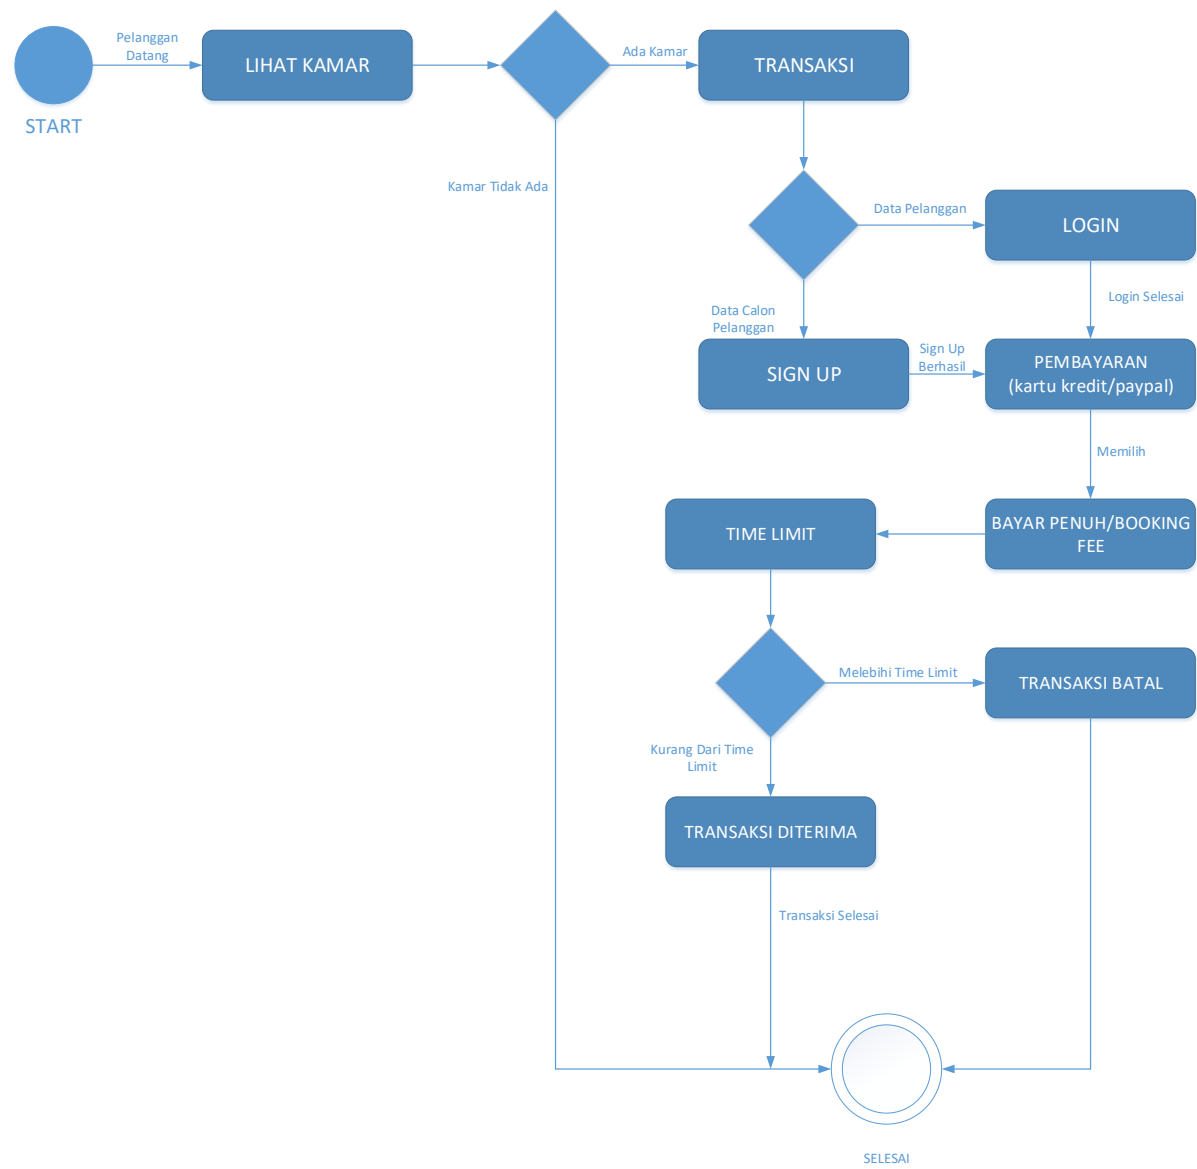 Pelanggan
Datang
LIHAT KAMAR
Ada Kamar
TRANSAKSI
START
Kamar Tidak Ada
Data Pelanggan
LOGIN
Login Selesai
Data Calon
Pelanggan
SIGN UP
Sign Up
Berhasil
PEMBAYARAN
(kartu kredit/paypal)
Memilih
BAYAR PENUH/BOOKING
FEE
TIME LIMIT
Melebihi Time Limit
TRANSAKSI BATAL
Kurang Dari Time
Limit
TRANSAKSI DITERIMA
Transaksi Selesai
SELESAI